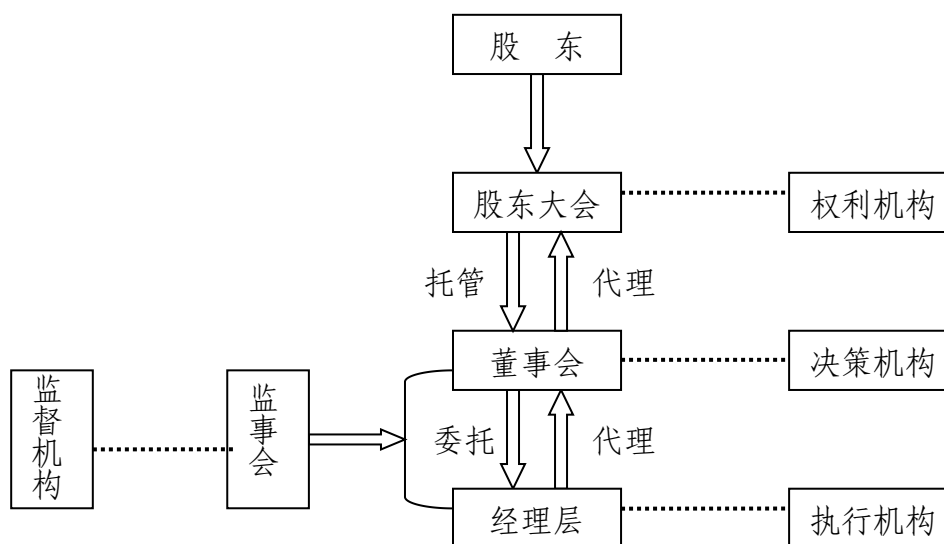 股 东
股东大会
权利机构
托管
代理
董事会
决策机构
监督机构
监事会
委托
代理
经理层
执行机构